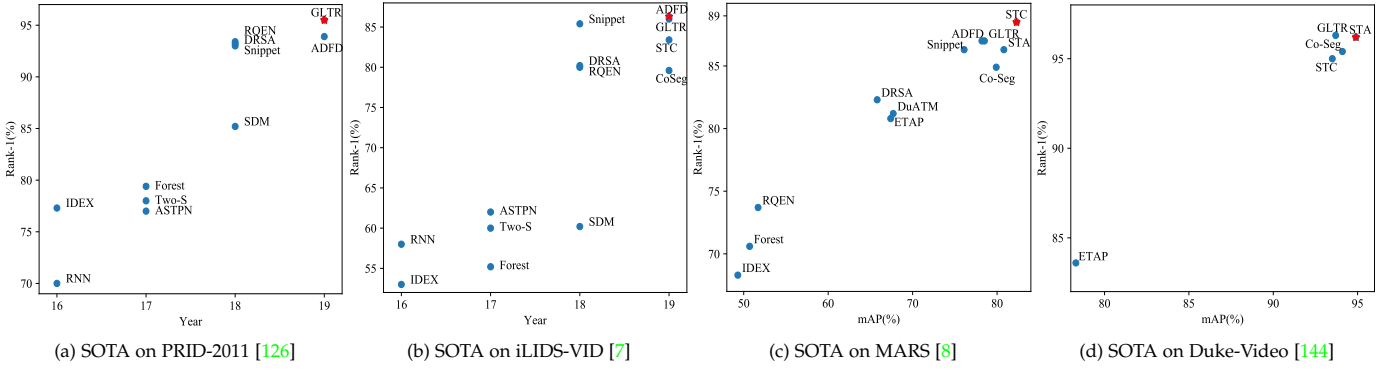 GLTR
RQEN
DRSA
Snippet
ADFD
SDM
Forest
Two-S
ASTPN
IDEX
RNN
95
90
85
80
75
70
Rank-1(%)
16
17
18
19
Year
(a) SOTA on PRID-2011 [126]
ADFD
GLTR
Snippet
STC
DRSA
RQEN
CoSeg
ASTPN
Two-S
SDM
RNN
Forest
IDEX
85
80
75
70
65
60
55
Rank-1(%)
16
17
18
19
Year
(b) SOTA on iLIDS-VID [7]
STC
ADFD
GLTR
Snippet
STA
Co-Seg
DRSA
DuATM
ETAP
RQEN
Forest
IDEX
89
85
80
75
70
Rank-1(%)
50
60
70
80
mAP(%)
(c) SOTA on MARS [8]
GLTR
STA
Co-Seg
STC
ETAP
95
90
85
Rank-1(%)
80
85
90
95
mAP(%)
(d) SOTA on Duke-Video [144]